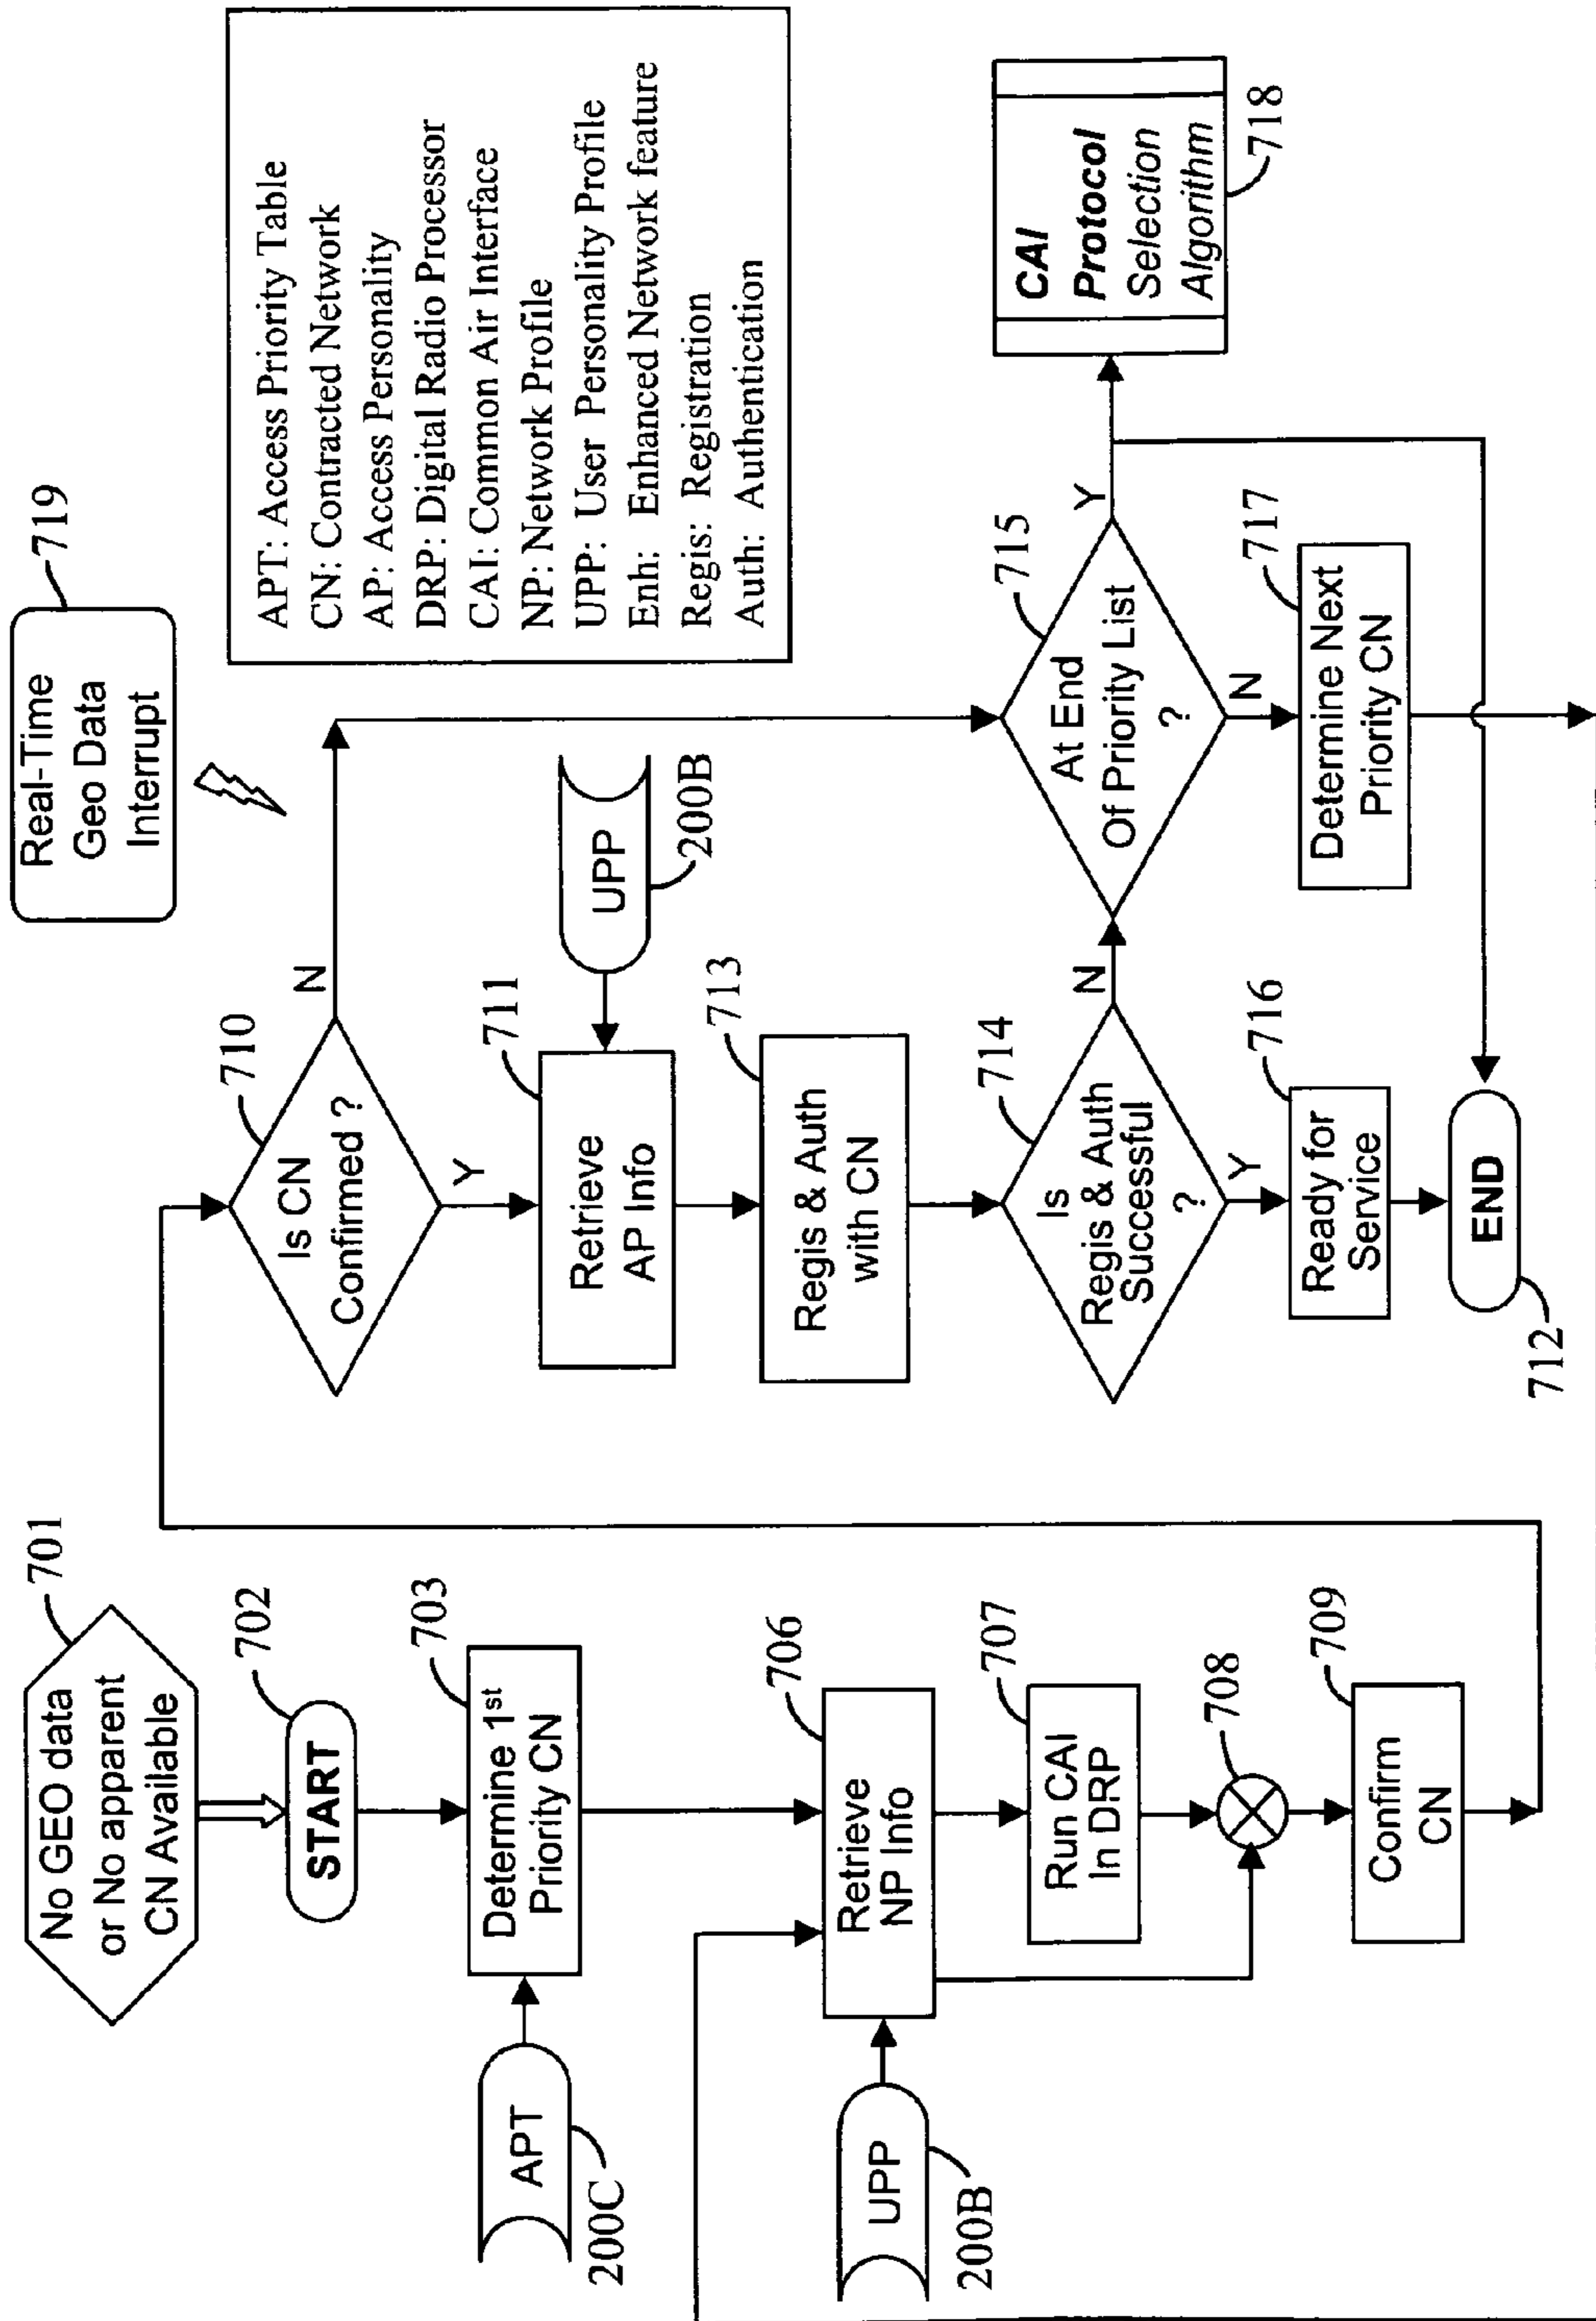 No GEO data
or No apparent
CN Available
701
START
702
Determine 1st
Priority CN
703
APT
200C
Retrieve
NP Info
706
UPP
200B
Run CAI
In DRP
707
708
Confirm
CN
709
Real-Time
Geo Data
Interrupt
719
Is CN
Confirmed ?
710
N
Y
Retrieve
AP Info
711
UPP
200B
Regis & Auth
with CN
713
Is
Regis & Auth
Successful
?
714
N
Y
Ready for
Service
716
END
712
At End
Of Priority List
?
715
Y
N
Determine Next
Priority CN
717
CAI
Protocol
Selection
Algorithm
718
APT: Access Priority Table
CN: Contracted Network
AP: Access Personality
DRP: Digital Radio Processor
CAI: Common Air Interface
NP: Network Profile
UPP: User Personality Profile
Enh: Enhanced Network feature
Regis: Registration
Auth: Authentication